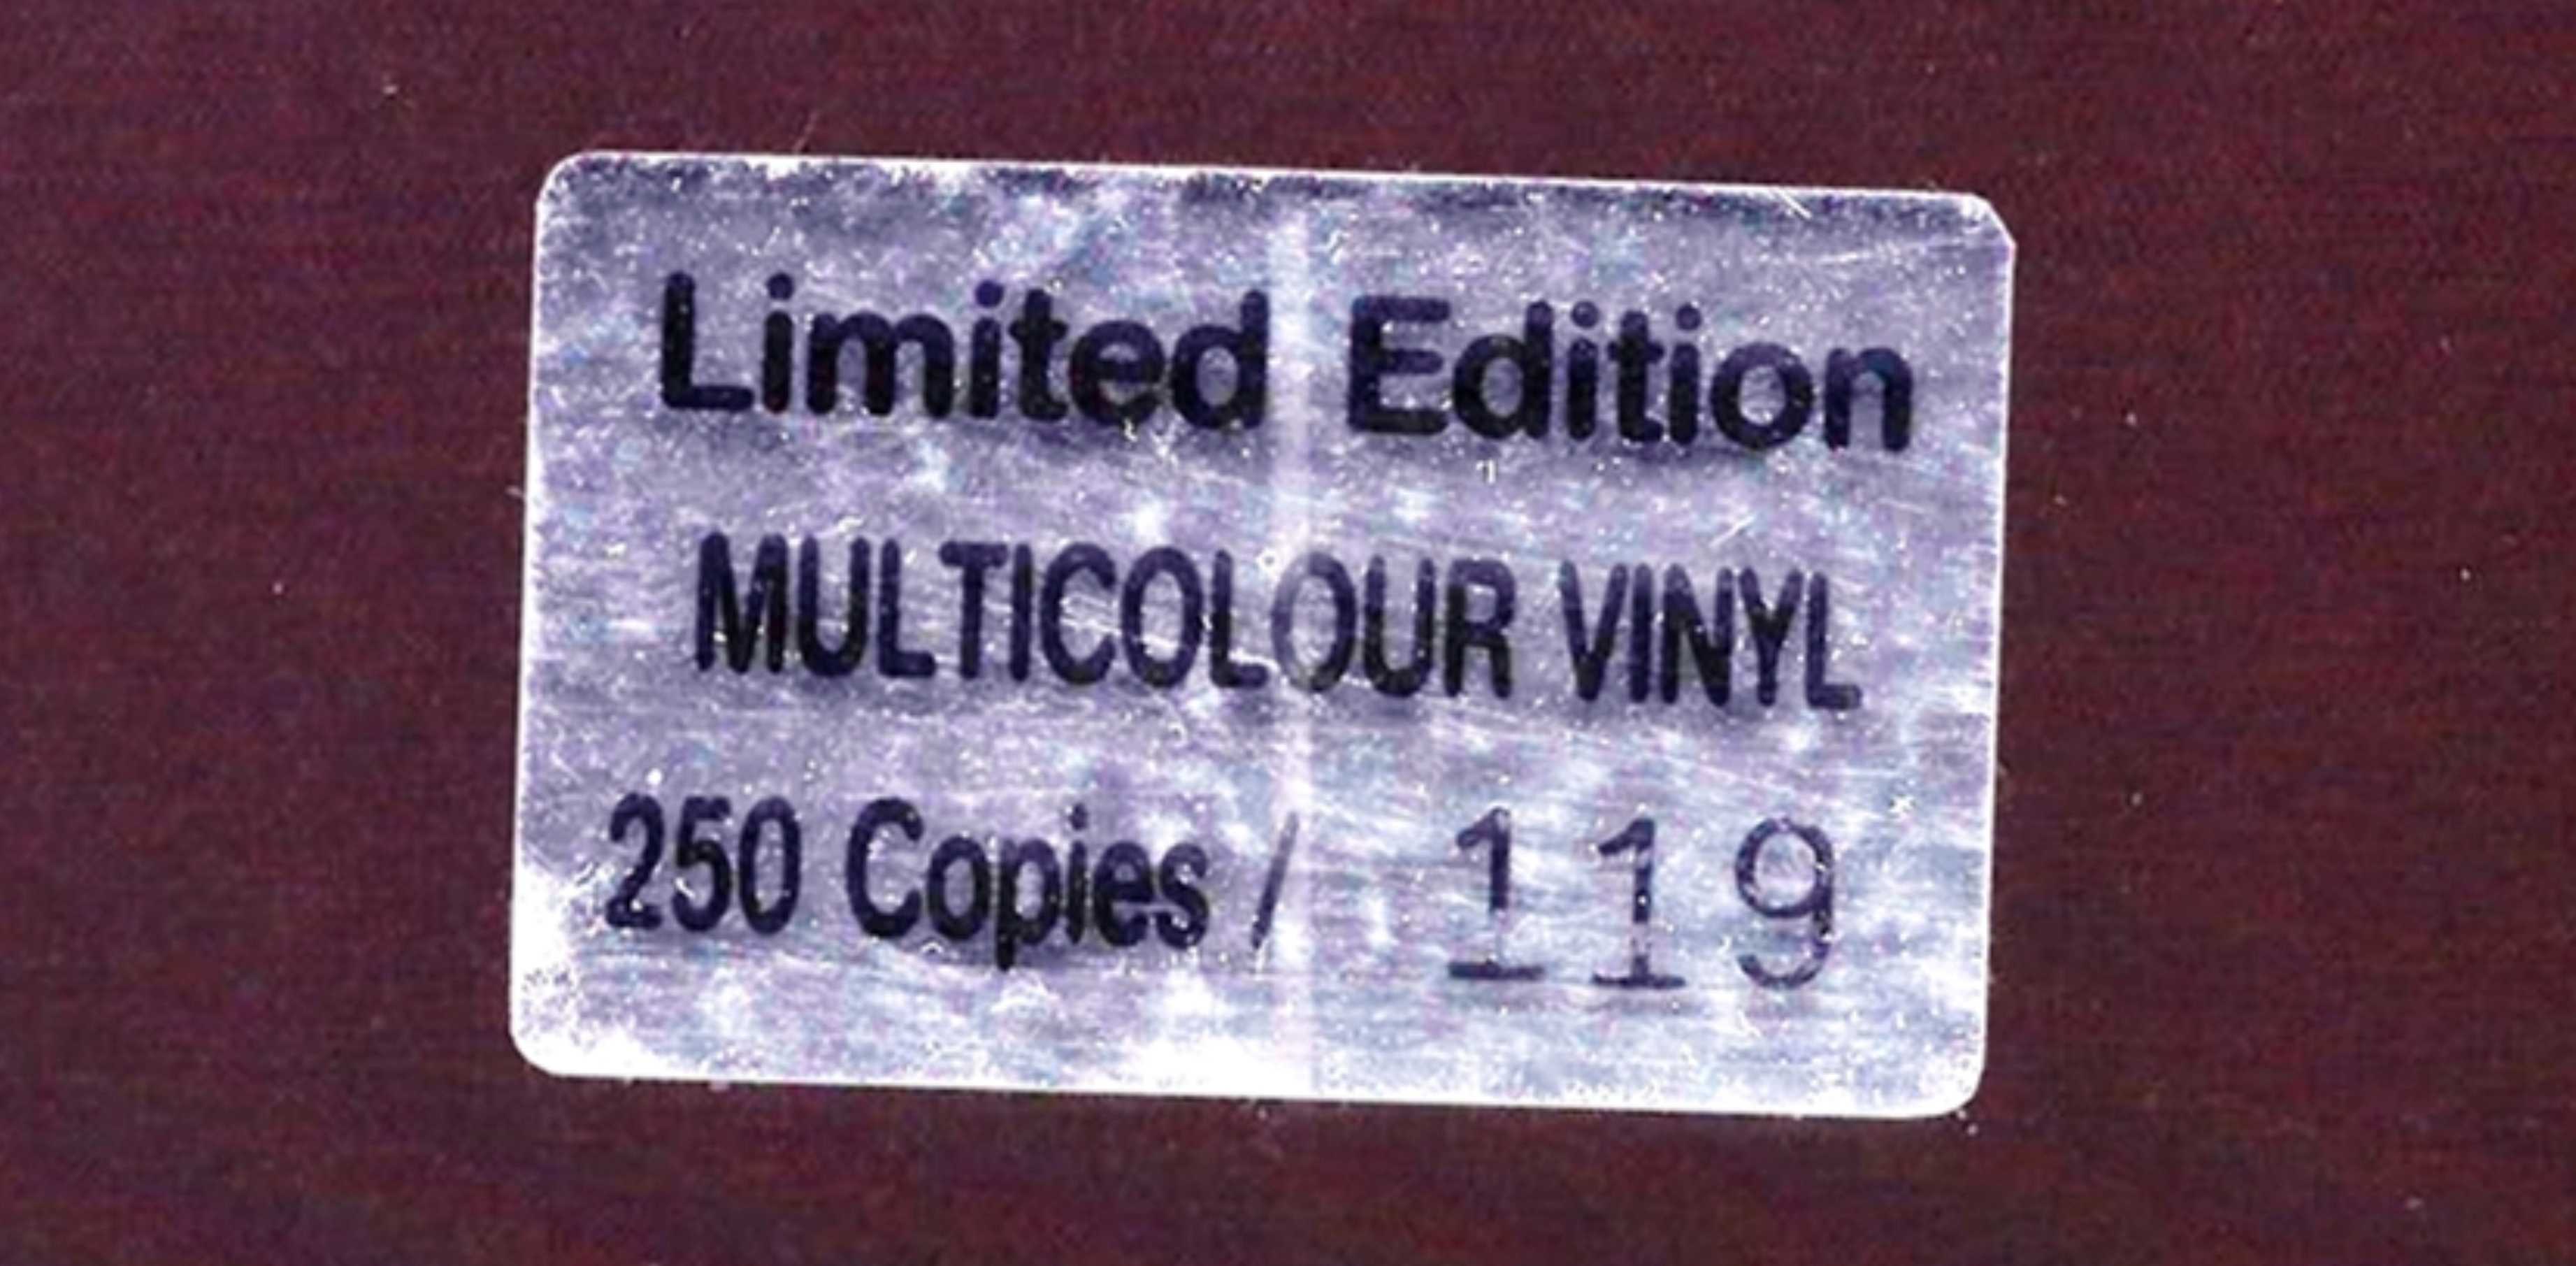 Limited Edition
MULTICOLOUR VINYL
250 Copies / 119